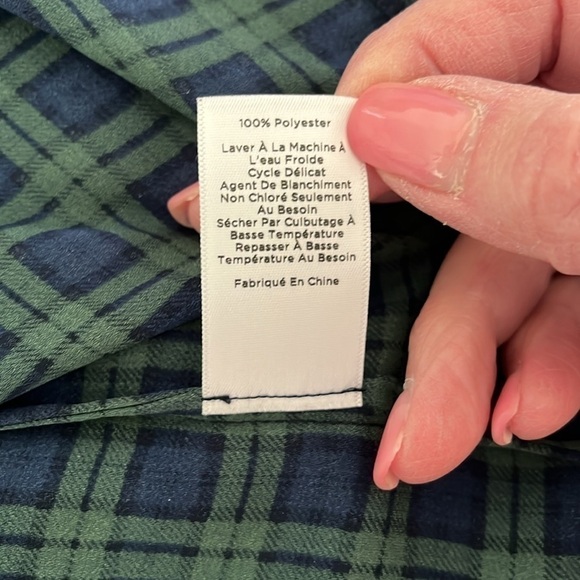 100% Polyester
Laver À La Machine À
L'eau Froide
Cycle Délicat
Agent De Blanchiment
Non Chloré Seulement
Au Besoin
Sécher Par Culbutage À
Basse Température
Repasser À Basse
Température Au Besoin
Fabriqué En Chine